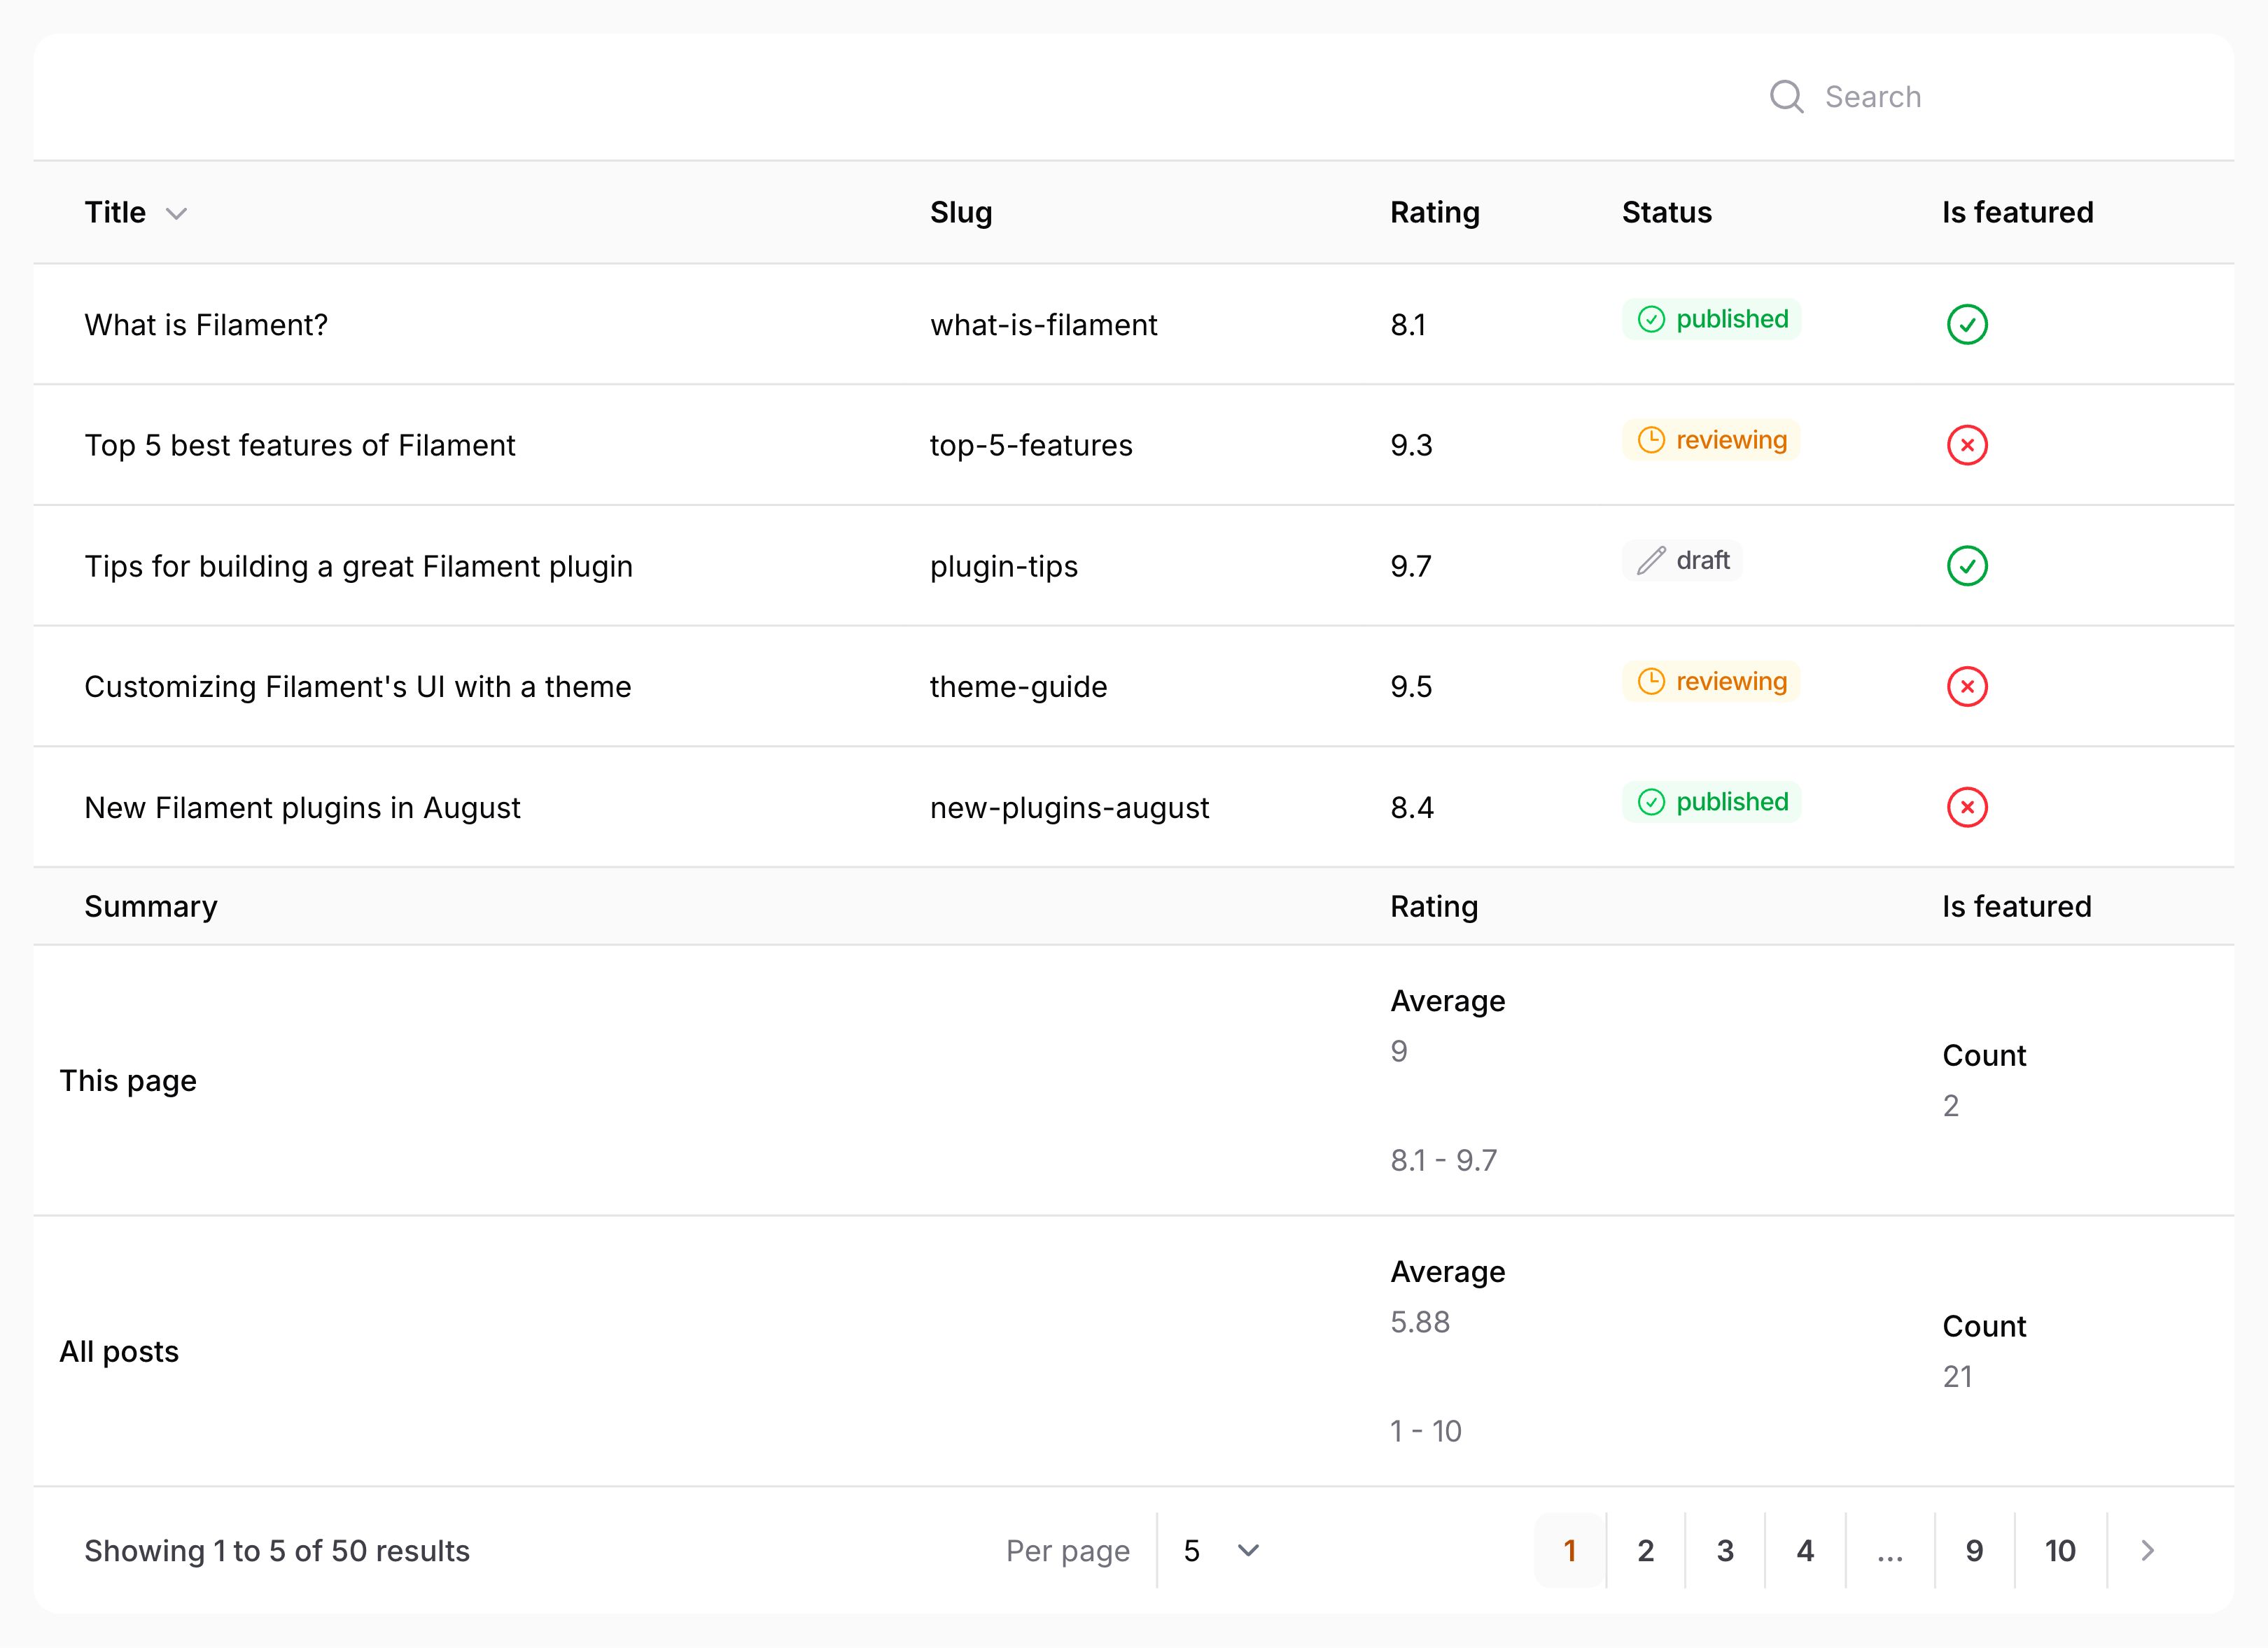 Search
Title Slug Rating Status Is featured
What is Filament? what-is-filament 8.1 published
Top 5 best features of Filament top-5-features 9.3 reviewing
Tips for building a great Filament plugin plugin-tips 9.7 draft
Customizing Filament's UI with a theme theme-guide 9.5 reviewing
New Filament plugins in August new-plugins-august 8.4 published
Summary Rating Is featured
This page
Average
9
8.1 - 9.7
Count
2
All posts
Average
5.88
1 - 10
Count
21
Showing 1 to 5 of 50 results Per page 5 1 2 3 4 ... 9 10